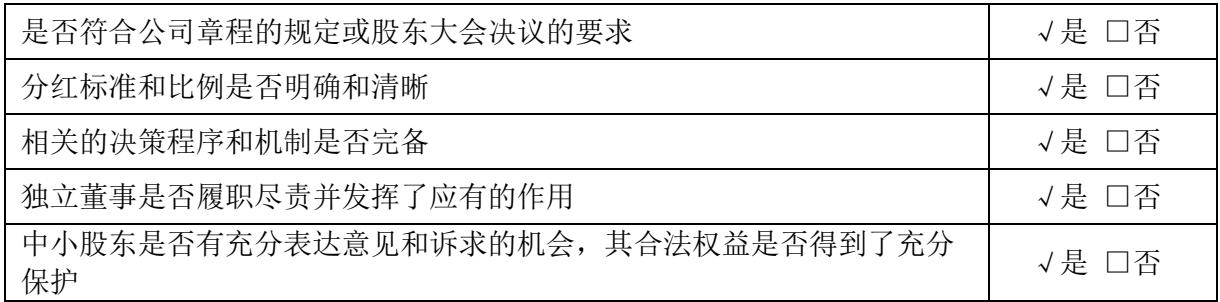 是否符合公司章程的规定或股东大会决议的要求 √是 □否
分红标准和比例是否明确和清晰 √是 □否
相关的决策程序和机制是否完备 √是 □否
独立董事是否履职尽责并发挥了应有的作用 √是 □否
中小股东是否有充分表达意见和诉求的机会，其合法权益是否得到了充分
保护 √是 □否